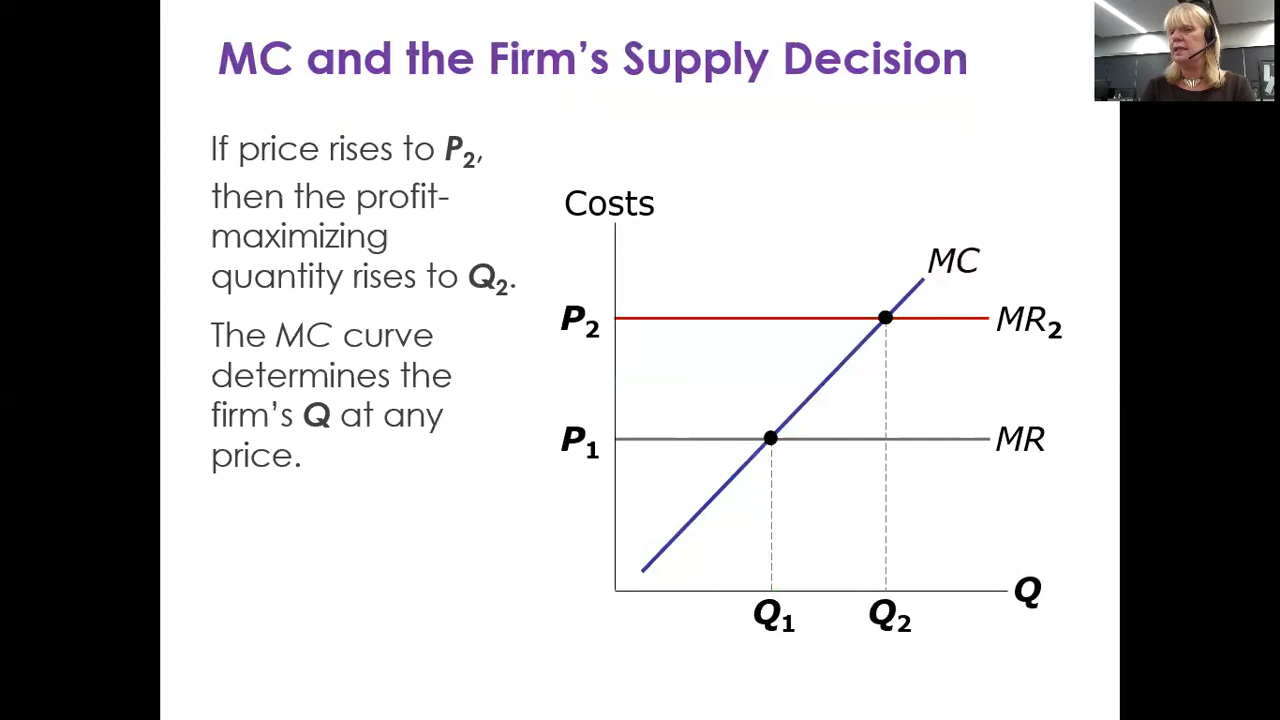 MC and the Firm's Supply Decision
If price rises to P2,
then the profit-
maximizing
quantity rises to Q2.
The MC curve
determines the
firm's Q at any
price.
Costs
MC
P2
MR2
P1
MR
Q
Q1
Q2